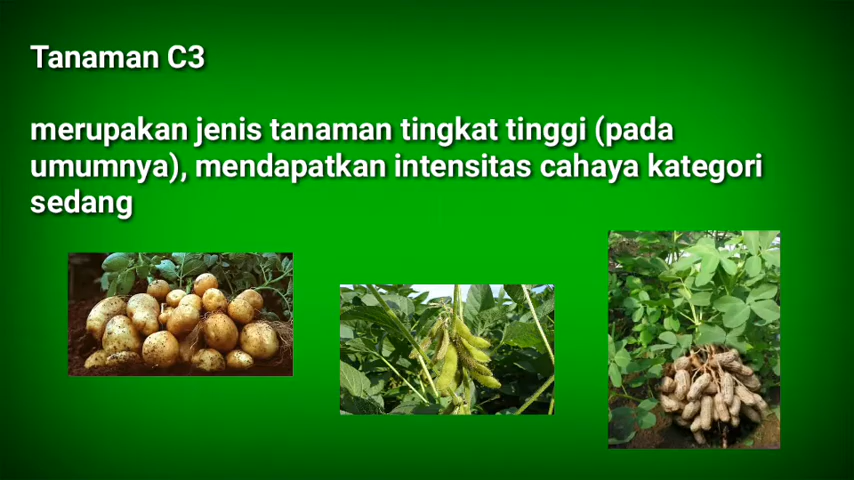 Tanaman C3
merupakan jenis tanaman tingkat tinggi (pada
umumnya), mendapatkan intensitas cahaya kategori
sedang